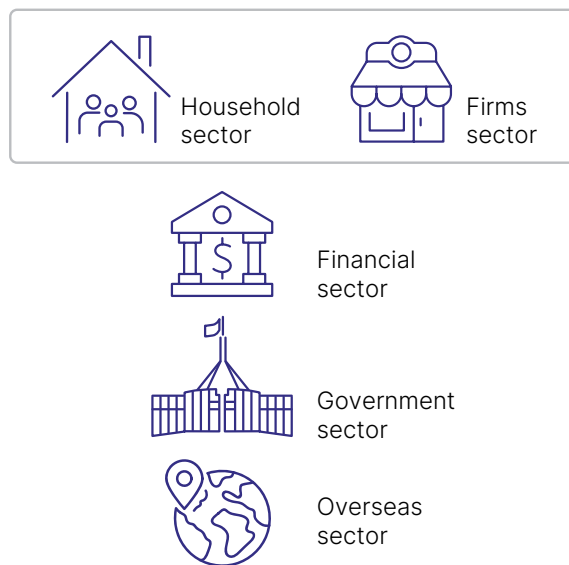 Household
sector
Firms
sector
$
Financial
sector
Government
sector
Overseas
sector